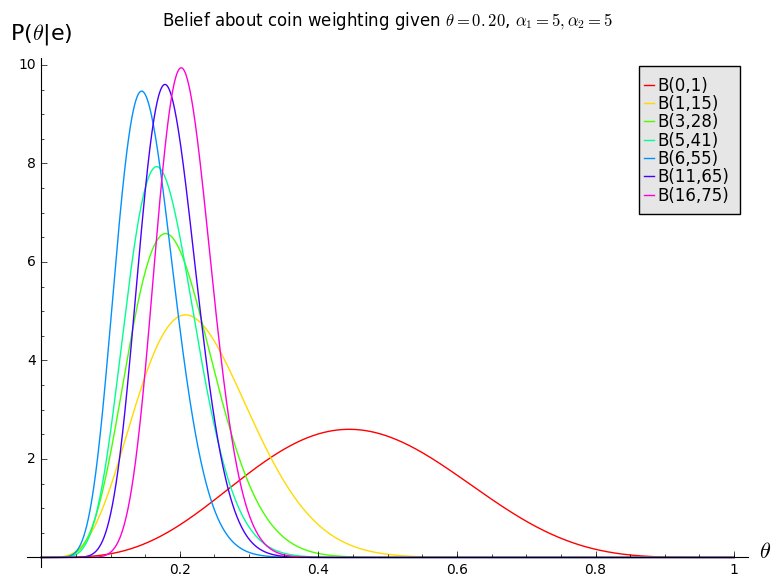 Belief about coin weighting given θ = 0.20, α₁ = 5, α₂ = 5
P(θ|e)
10
8
6
4
2
0.2 0.4 0.6 0.8 1
θ
B(0,1)
B(1,15)
B(3,28)
B(5,41)
B(6,55)
B(11,65)
B(16,75)